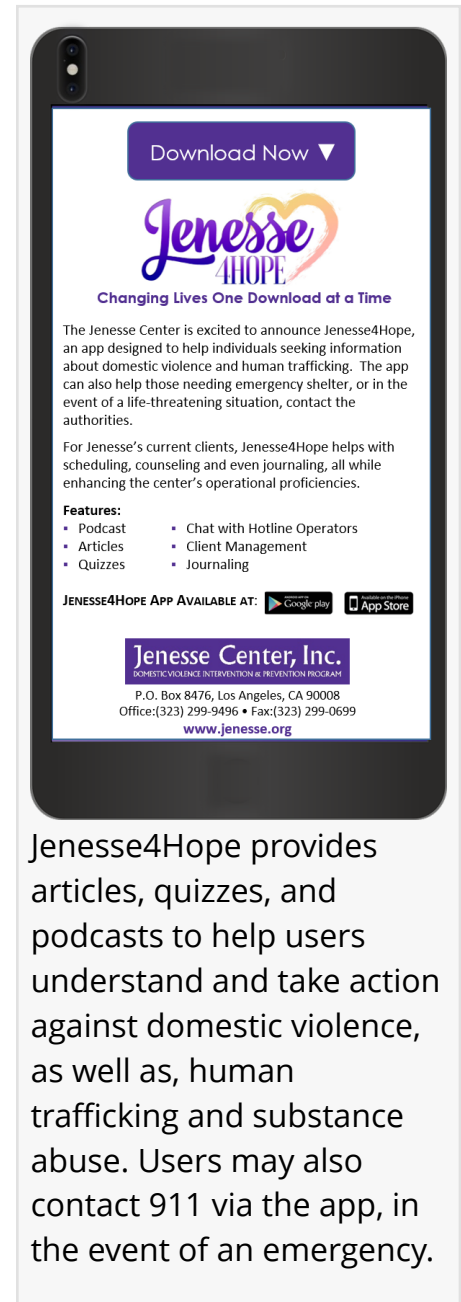 Download Now ▼
Jenesse
4HOPE
Changing Lives One Download at a Time
The Jenesse Center is excited to announce Jenesse4Hope,
an app designed to help individuals seeking information
about domestic violence and human trafficking.  The app
can also help those needing emergency shelter, or in the
event of a life-threatening situation, contact the
authorities.
For Jenesse’s current clients, Jenesse4Hope helps with
scheduling, counseling and even journaling, all while
enhancing the center’s operational proficiencies.
Features:
▪ Podcast ▪ Chat with Hotline Operators
▪ Articles ▪ Client Management
▪ Quizzes ▪ Journaling
JENESSE4HOPE APP AVAILABLE AT: Google play
Available on the iPhone
App Store
Jenesse Center, Inc.
DOMESTIC VIOLENCE INTERVENTION & PREVENTION PROGRAM
P.O. Box 8476, Los Angeles, CA 90008
Office:(323) 299-9496 • Fax:(323) 299-0699
www.jenesse.org
Jenesse4Hope provides
articles, quizzes, and
podcasts to help users
understand and take action
against domestic violence,
as well as, human
trafficking and substance
abuse. Users may also
contact 911 via the app, in
the event of an emergency.